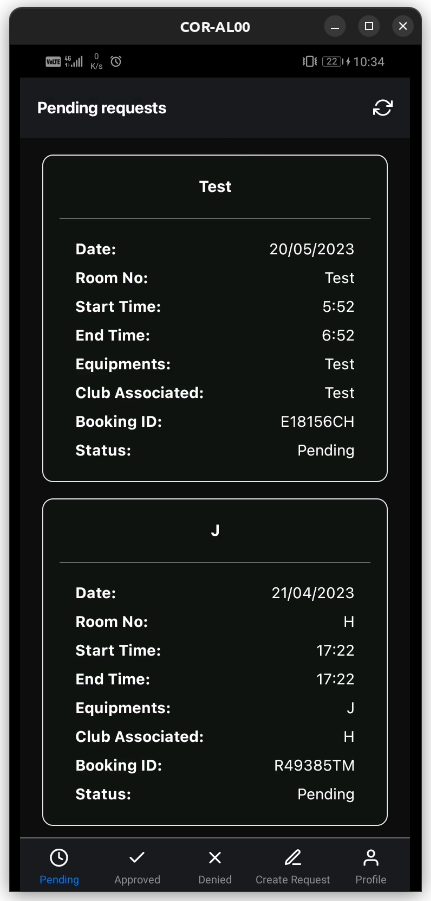 COR-AL00
VoLTE 4G 0 K/s 22 10:34
Pending requests
Test
Date: 20/05/2023
Room No: Test
Start Time: 5:52
End Time: 6:52
Equipments: Test
Club Associated: Test
Booking ID: E18156CH
Status: Pending
J
Date: 21/04/2023
Room No: H
Start Time: 17:22
End Time: 17:22
Equipments: J
Club Associated: H
Booking ID: R49385TM
Status: Pending
Pending Approved Denied Create Request Profile